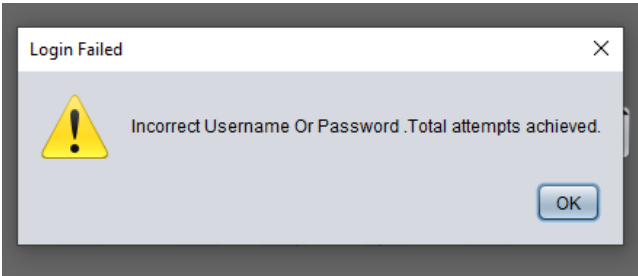 Login Failed
Incorrect Username Or Password .Total attempts achieved.
OK